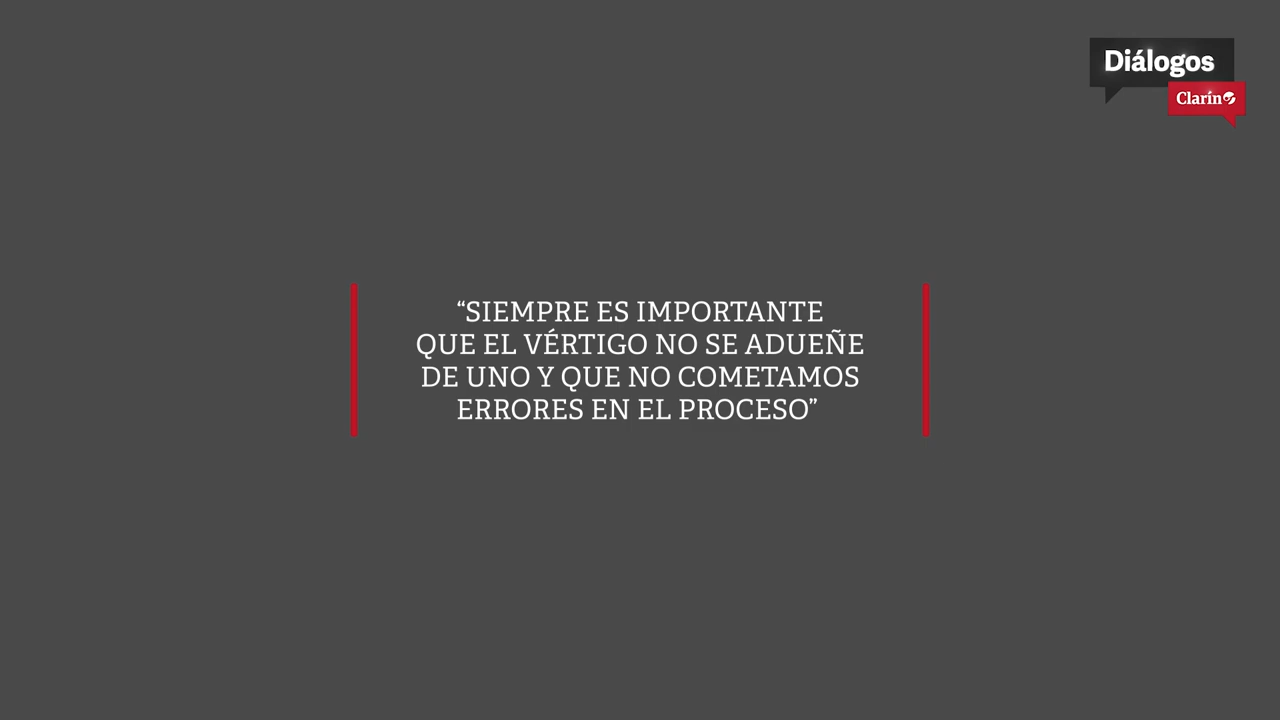 Diálogos
Clarín
“SIEMPRE ES IMPORTANTE
QUE EL VÉRTIGO NO SE ADUEÑE
DE UNO Y QUE NO COMETAMOS
ERRORES EN EL PROCESO”